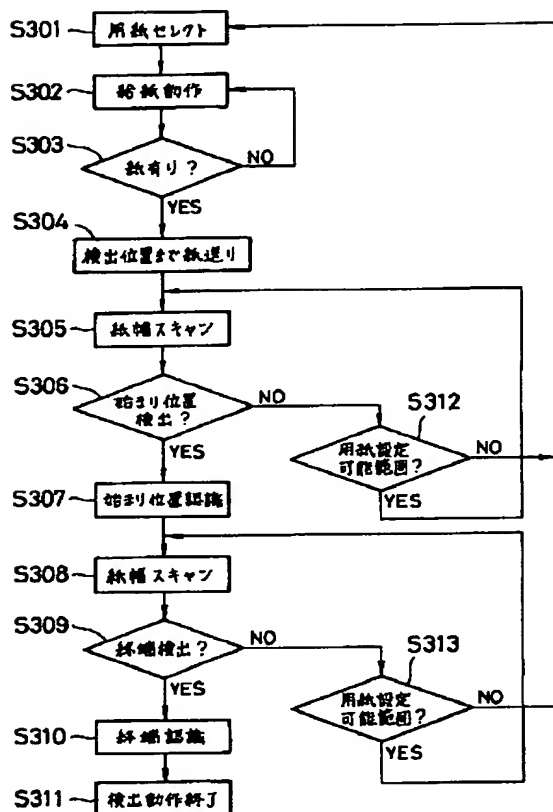 S301
用紙セレクト
S302
給紙動作
S303
紙有り?
NO
YES
S304
検出位置まで紙送り
S305
紙幅スキャン
S306
始まり位置
検出?
NO
YES
S312
用紙設定
可能範囲?
NO
YES
S307
始まり位置認識
S308
紙幅スキャン
S309
終端検出?
NO
YES
S313
用紙設定
可能範囲?
NO
YES
S310
終端認識
S311
検出動作終了